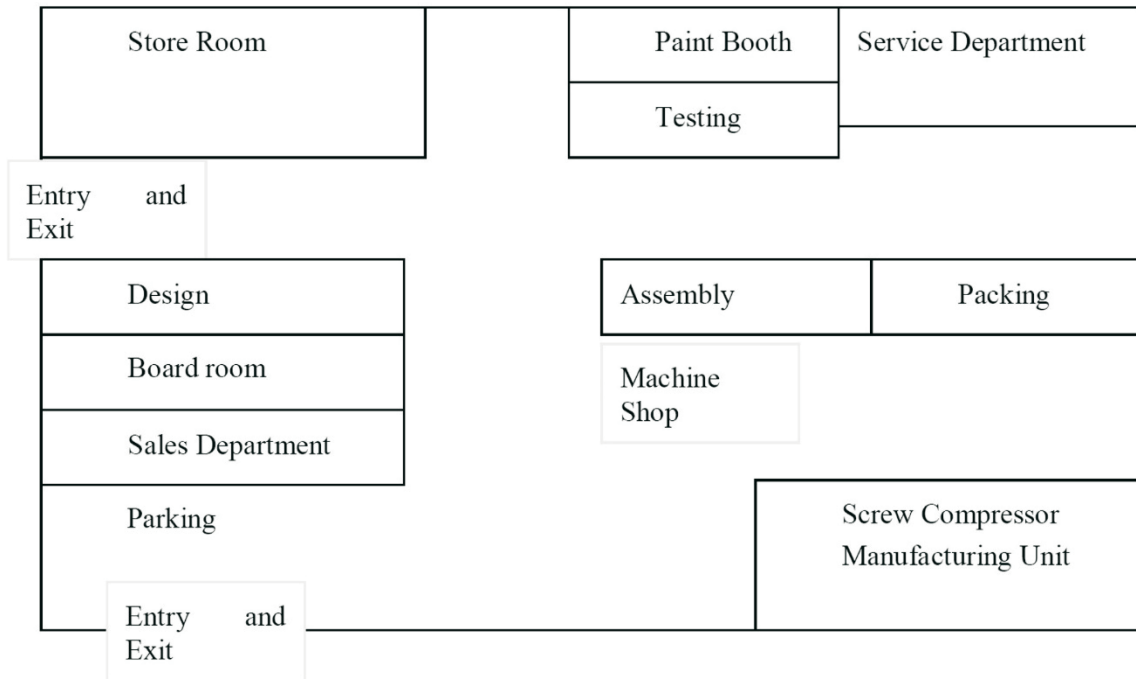 Store Room
Paint Booth
Service Department
Testing
Entry and
Exit
Design
Assembly
Packing
Board room
Machine
Shop
Sales Department
Parking
Screw Compressor
Manufacturing Unit
Entry and
Exit